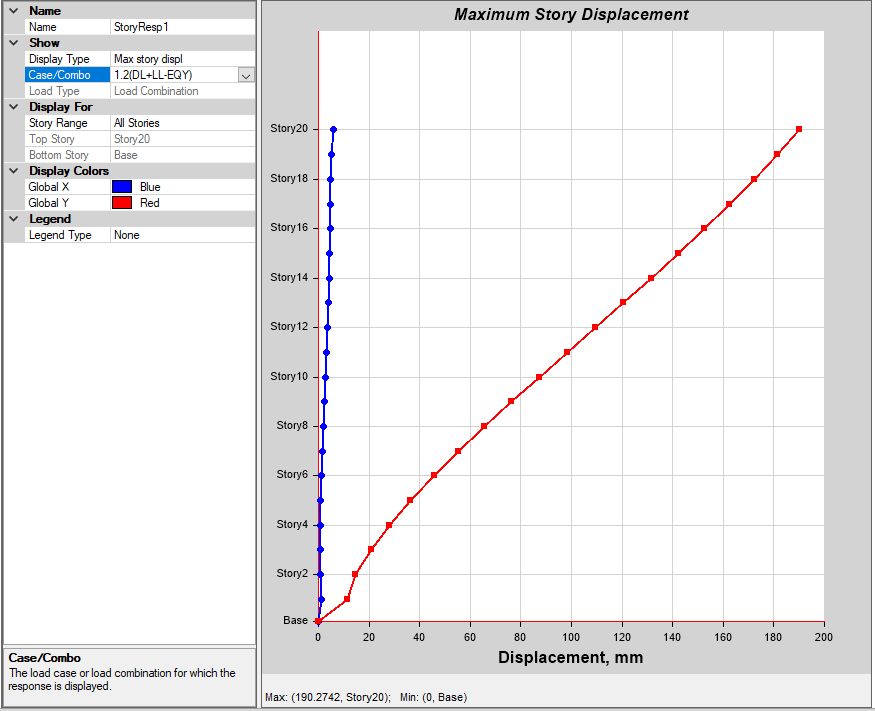 Name
Name StoryResp1
Show
Display Type Max story displ
Case/Combo 1.2(DL+LL-EQY)
Load Type Load Combination
Display For
Story Range All Stories
Top Story Story20
Bottom Story Base
Display Colors
Global X Blue
Global Y Red
Legend
Legend Type None
Case/Combo
The load case or load combination for which the
response is displayed.
Maximum Story Displacement
Story20
Story18
Story16
Story14
Story12
Story10
Story8
Story6
Story4
Story2
Base
0 20 40 60 80 100 120 140 160 180 200
Displacement, mm
Max: (190.2742, Story20); Min: (0, Base)